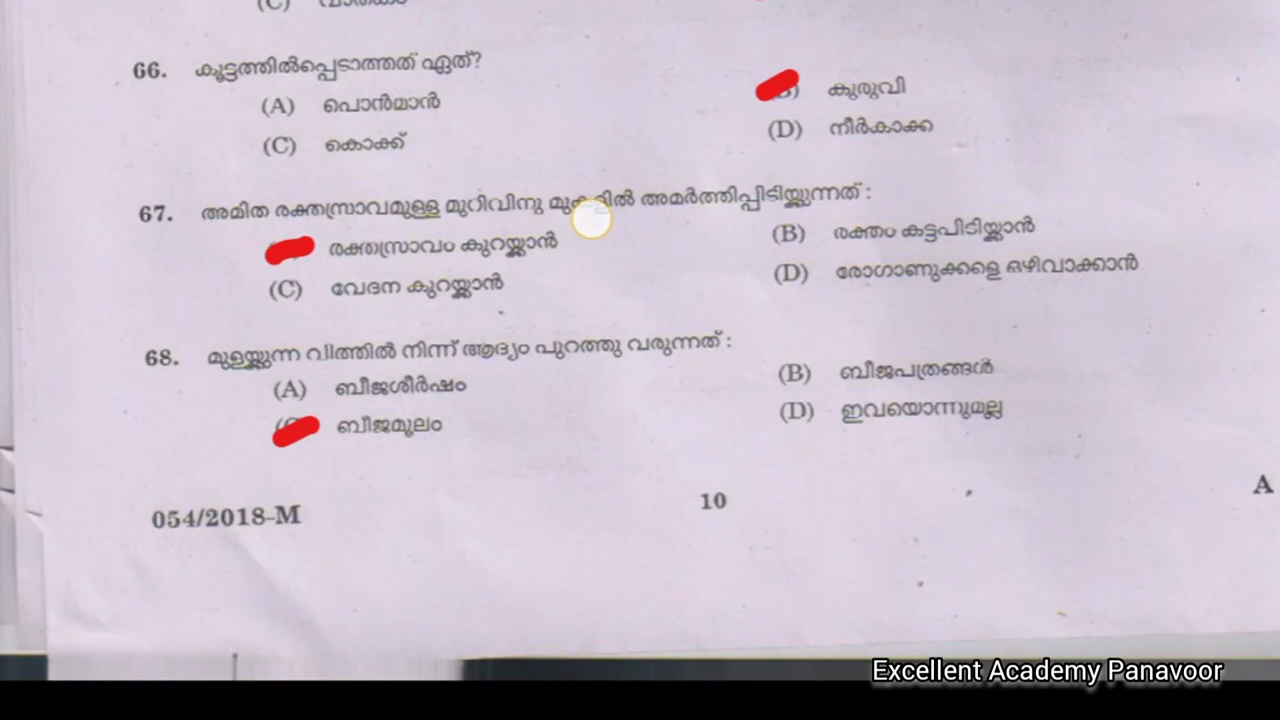 (C) വാതകം
66. കൂട്ടത്തിൽപ്പെടാത്തത് ഏത്?
(A) പൊൻമാൻ കുരുവി
(C) കൊക്ക് (D) നീർകാക്ക
67. അമിത രക്തസ്രാവമുള്ള മുറിവിനു മുകളിൽ അമർത്തിപ്പിടിയ്ക്കുന്നത് :
രക്തസ്രാവം കുറയ്ക്കാൻ (B) രക്തം കട്ടപിടിയ്ക്കാൻ
(C) വേദന കുറയ്ക്കാൻ (D) രോഗാണുക്കളെ ഒഴിവാക്കാൻ
68. മുളയ്ക്കുന്ന വിത്തിൽ നിന്ന് ആദ്യം പുറത്തു വരുന്നത് :
(A) ബീജശീർഷം (B) ബീജപത്രങ്ങൾ
ബീജമൂലം (D) ഇവയൊന്നുമല്ല
054/2018-M 10 A
Excellent Academy Panavoor